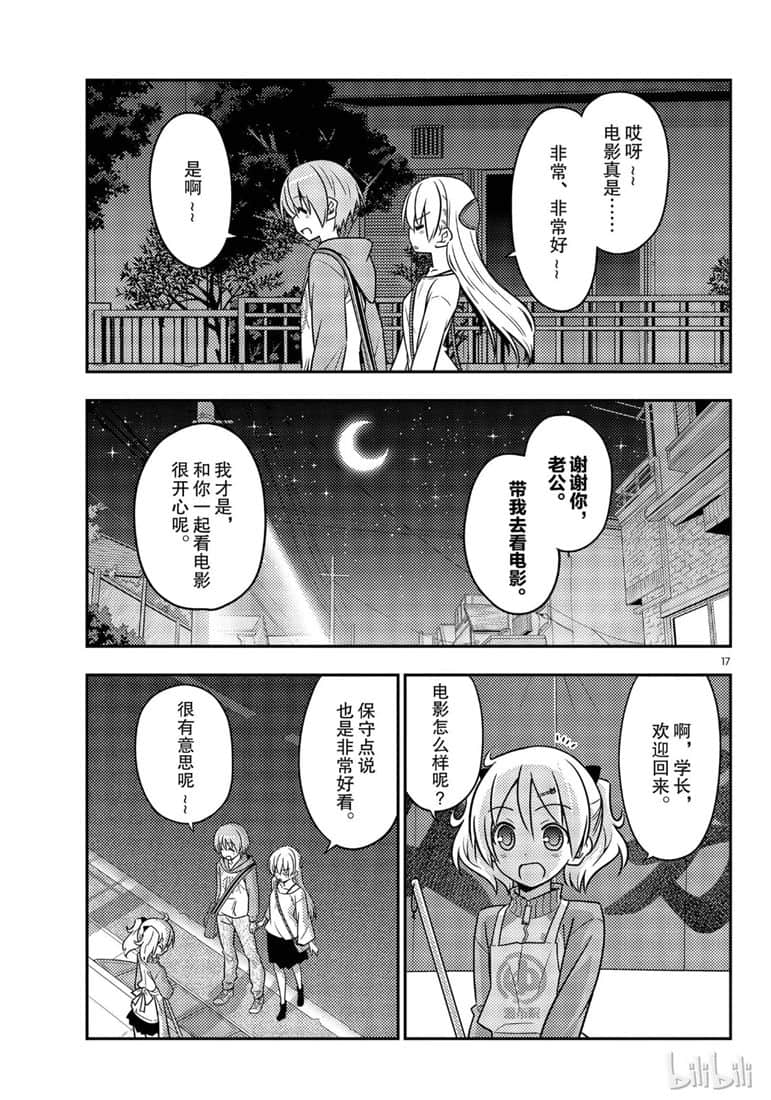 哎呀~~
电影真是……
非常、非常好~~
是啊~~
谢谢你，
老公。
带我去看电影。
我才是，
和你一起看电影
很开心呢。
17
啊，学长，
欢迎回来。
电影怎么样呢？
保守点说
也是非常好看。
很有意思呢~
bilibili